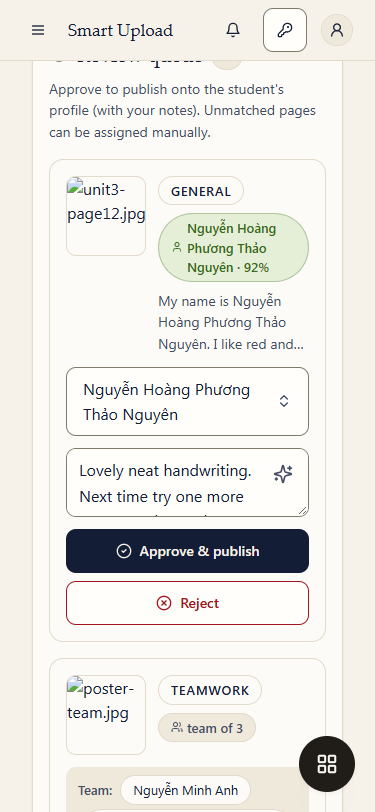 Smart Upload
Approve to publish onto the student's
profile (with your notes). Unmatched pages
can be assigned manually.
unit3-
page12.jpg
GENERAL
Nguyễn Hoàng
Phương Thảo
Nguyên · 92%
My name is Nguyễn
Hoàng Phương Thảo
Nguyên. I like red and...
Nguyễn Hoàng Phương
Thảo Nguyên
Lovely neat handwriting.
Next time try one more
Approve & publish
Reject
poster-
team.jpg
TEAMWORK
team of 3
Team:
Nguyễn Minh Anh